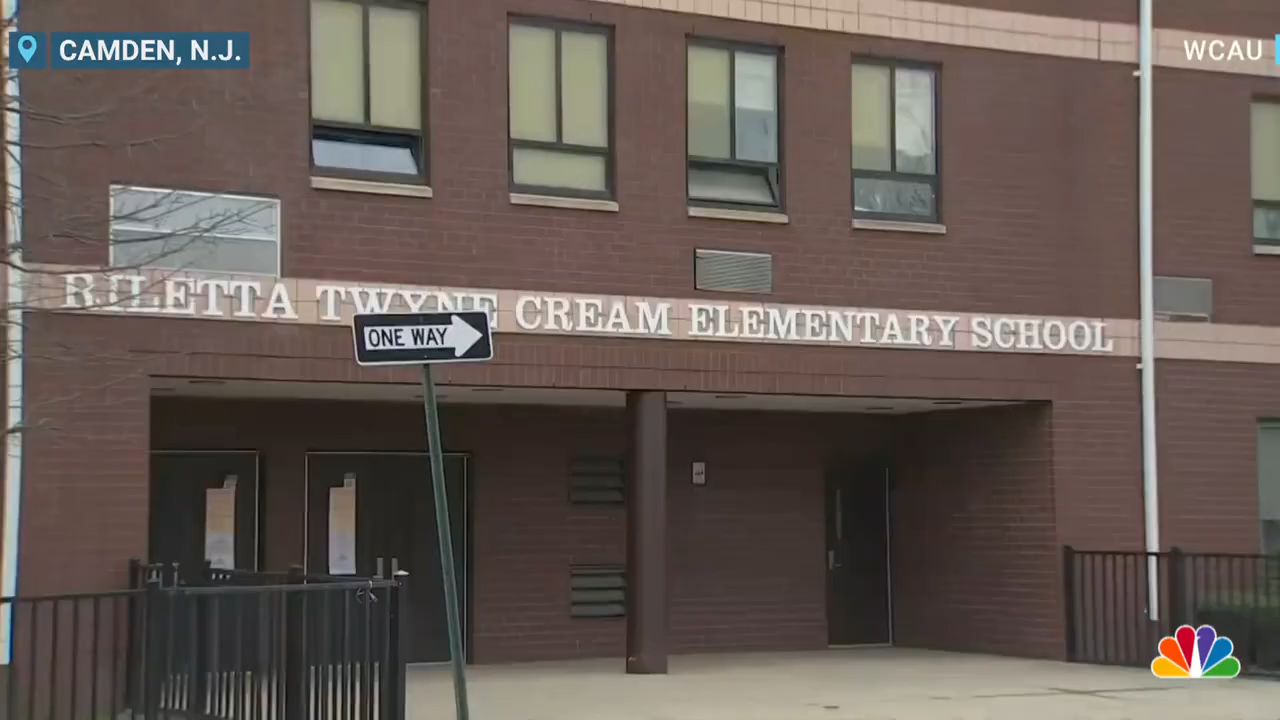 CAMDEN, N.J.
WCAU
RILETTA TWYNE CREAM ELEMENTARY SCHOOL
ONE WAY